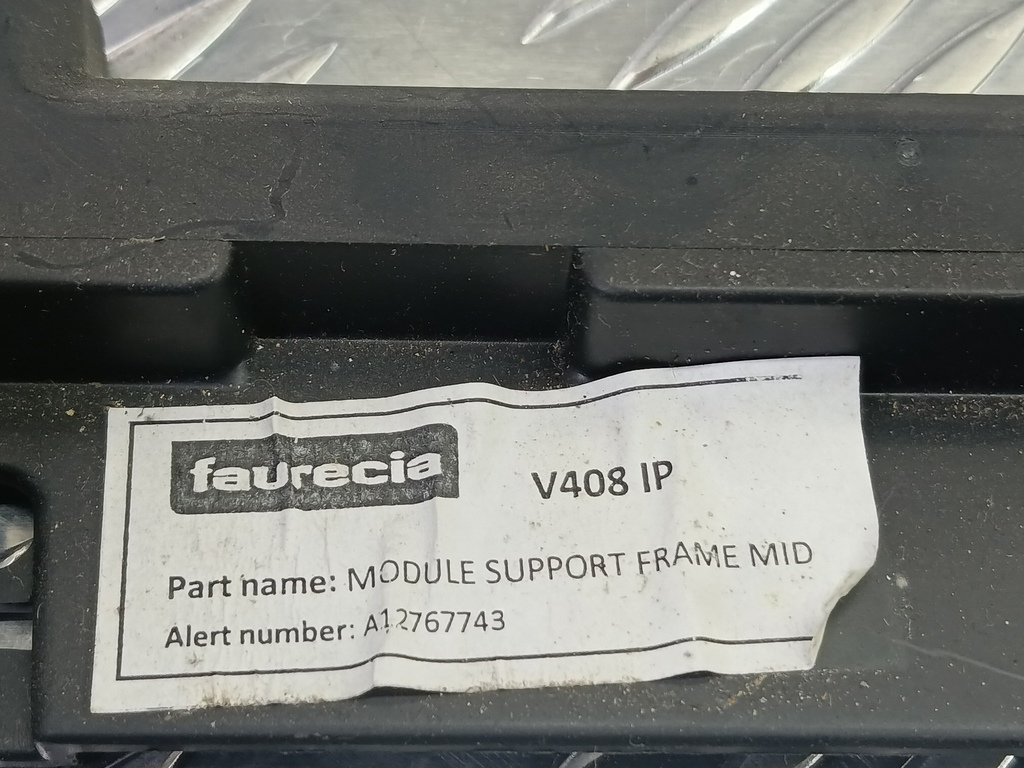 faurecia
V408 IP
Part name: MODULE SUPPORT FRAME MID
Alert number: A12767743